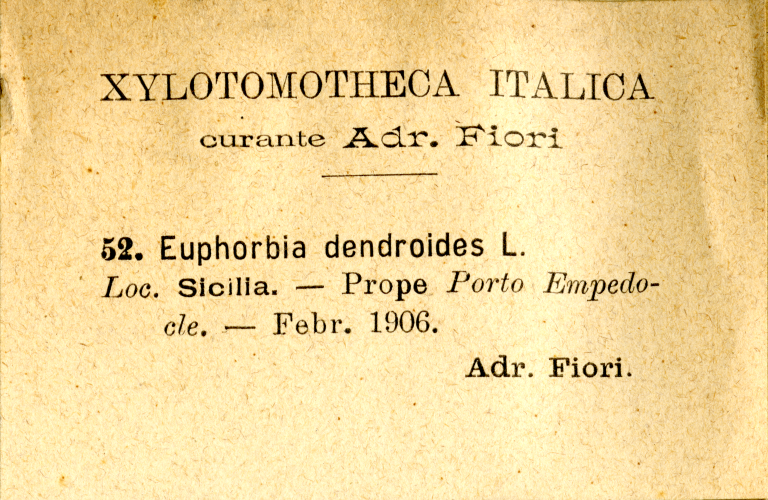 XYLOTOMOTHECA ITALICA
curante Adr. Fiori
52. Euphorbia dendroides L.
Loc. Sicilia. — Prope Porto Empedo-
cle. — Febr. 1906.
Adr. Fiori.